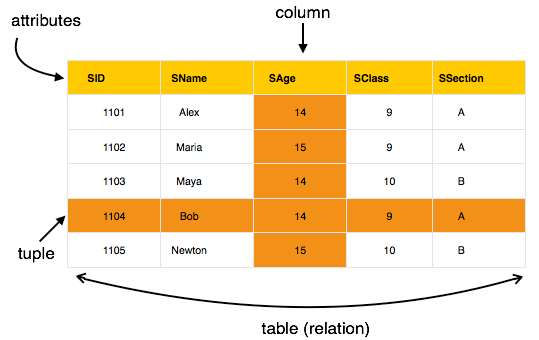 column
attributes
SID SName SAge SClass SSection
1101 Alex 14 9 A
1102 Maria 15 9 A
1103 Maya 14 10 B
1104 Bob 14 9 A
tuple
1105 Newton 15 10 B
table (relation)